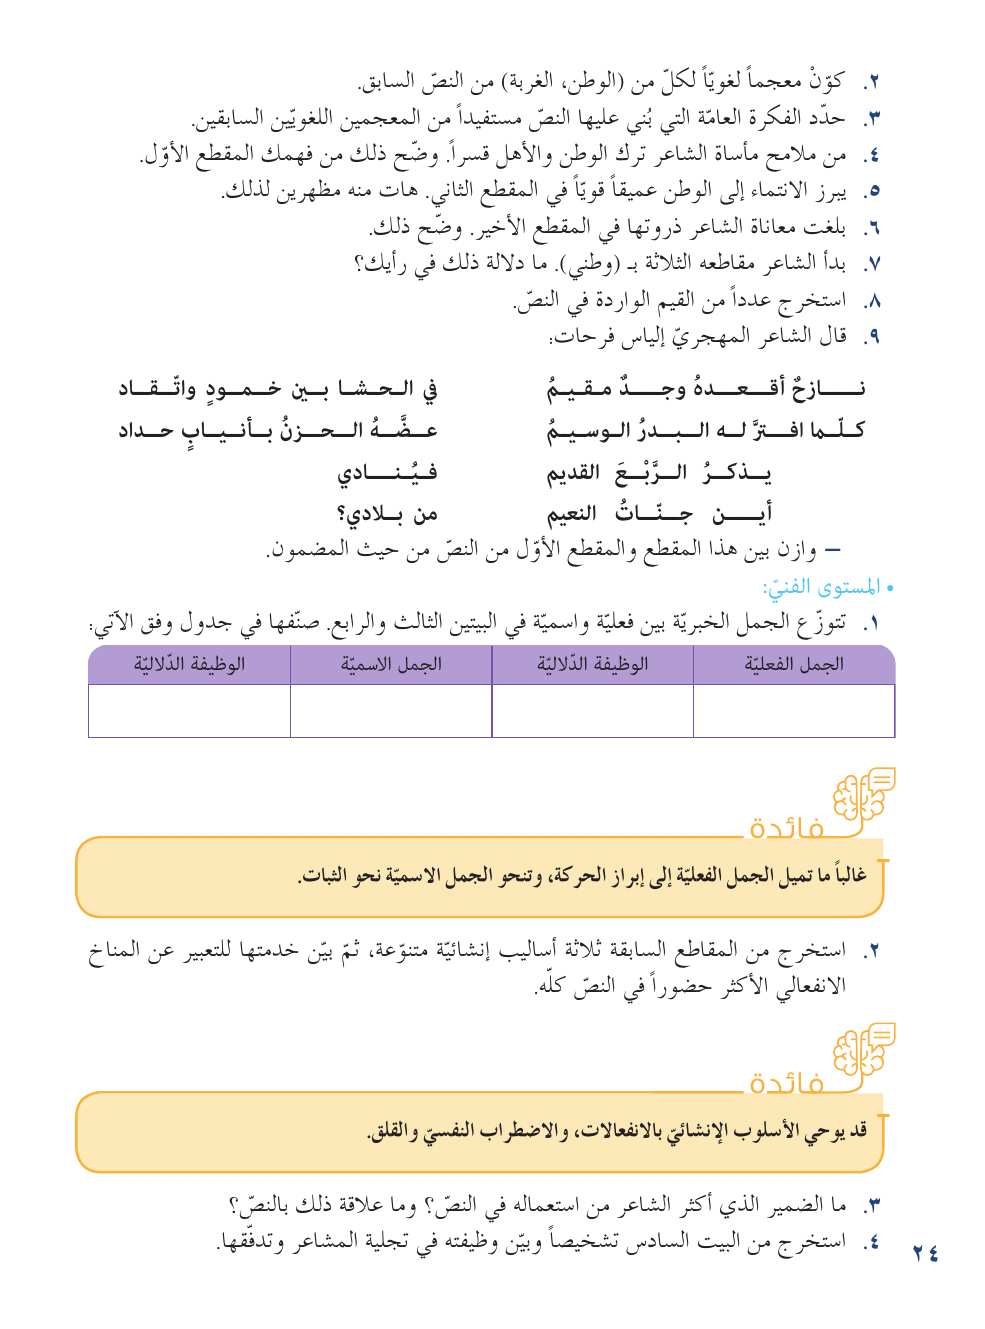 ٢. كوّنْ معجماً لغويّاً لكلّ من (الوطن، الغربة) من النصّ السابق.
٣. حدّد الفكرة العامّة التي بُني عليها النصّ مستفيداً من المعجمين اللغويّين السابقين.
٤. من ملامح مأساة الشاعر ترك الوطن والأهل قسراً. وضّح ذلك من فهمك المقطع الأوّل.
٥. يبرز الانتماء إلى الوطن عميقاً قويّاً في المقطع الثاني. هات منه مظهرين لذلك.
٦. بلغت معاناة الشاعر ذروتها في المقطع الأخير. وضّح ذلك.
٧. بدأ الشاعر مقاطعه الثلاثة بـ (وطني). ما دلالة ذلك في رأيك؟
٨. استخرج عدداً من القيم الواردة في النصّ.
٩. قال الشاعر المهجريّ إلياس فرحات:
نــازحٌ أقــعــدهُ وجــدٌ مـقـيـمُ في الـحـشـا بـيـن خـمـودٍ واتّـقـاد
كـلّـما افـتـرَّ لـه الـبـدرُ الـوسـيـمُ عـضَّـهُ الـحـزنُ بـأنـيـابٍ حـداد
يـذكـرُ الـرَّبْـعَ القديم فـيُـنـادي
أيـن جـنّـاتُ النعيم من بـلادي؟
– وازن بين هذا المقطع والمقطع الأوّل من النصّ من حيث المضمون.
• المستوى الفنيّ:
١. تتوزّع الجمل الخبريّة بين فعليّة واسميّة في البيتين الثالث والرابع. صنّفها في جدول وفق الآتي:
الجمل الفعليّة الوظيفة الدّلاليّة الجمل الاسميّة الوظيفة الدّلاليّة
فائدة
غالباً ما تميل الجمل الفعليّة إلى إبراز الحركة، وتنحو الجمل الاسميّة نحو الثبات.
٢. استخرج من المقاطع السابقة ثلاثة أساليب إنشائيّة متنوّعة، ثمّ بيّن خدمتها للتعبير عن المناخ
الانفعالي الأكثر حضوراً في النصّ كلّه.
فائدة
قد يوحي الأسلوب الإنشائيّ بالانفعالات، والاضطراب النفسيّ والقلق.
٣. ما الضمير الذي أكثر الشاعر من استعماله في النصّ؟ وما علاقة ذلك بالنصّ؟
٤. استخرج من البيت السادس تشخيصاً وبيّن وظيفته في تجلية المشاعر وتدفّقها.
٢٤